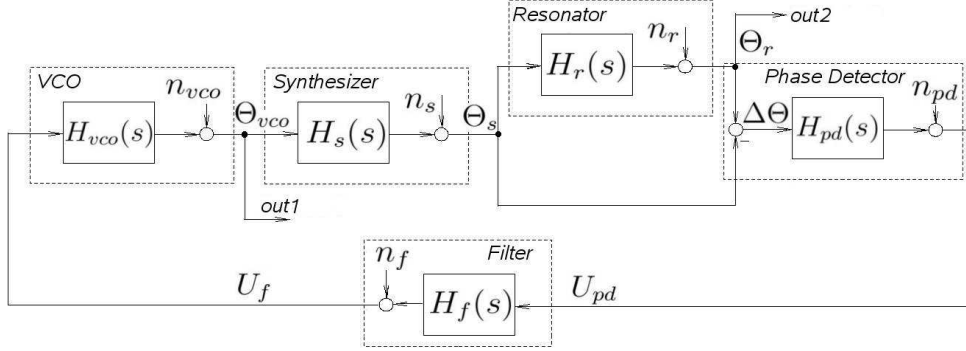 Resonator
out2
n_r
Θ_r
H_r(s)
VCO
Synthesizer
Phase Detector
n_vco
Θ_vco
n_s
Θ_s
n_pd
ΔΘ
H_vco(s)
H_s(s)
H_pd(s)
-
out1
Filter
n_f
U_f
H_f(s)
U_pd